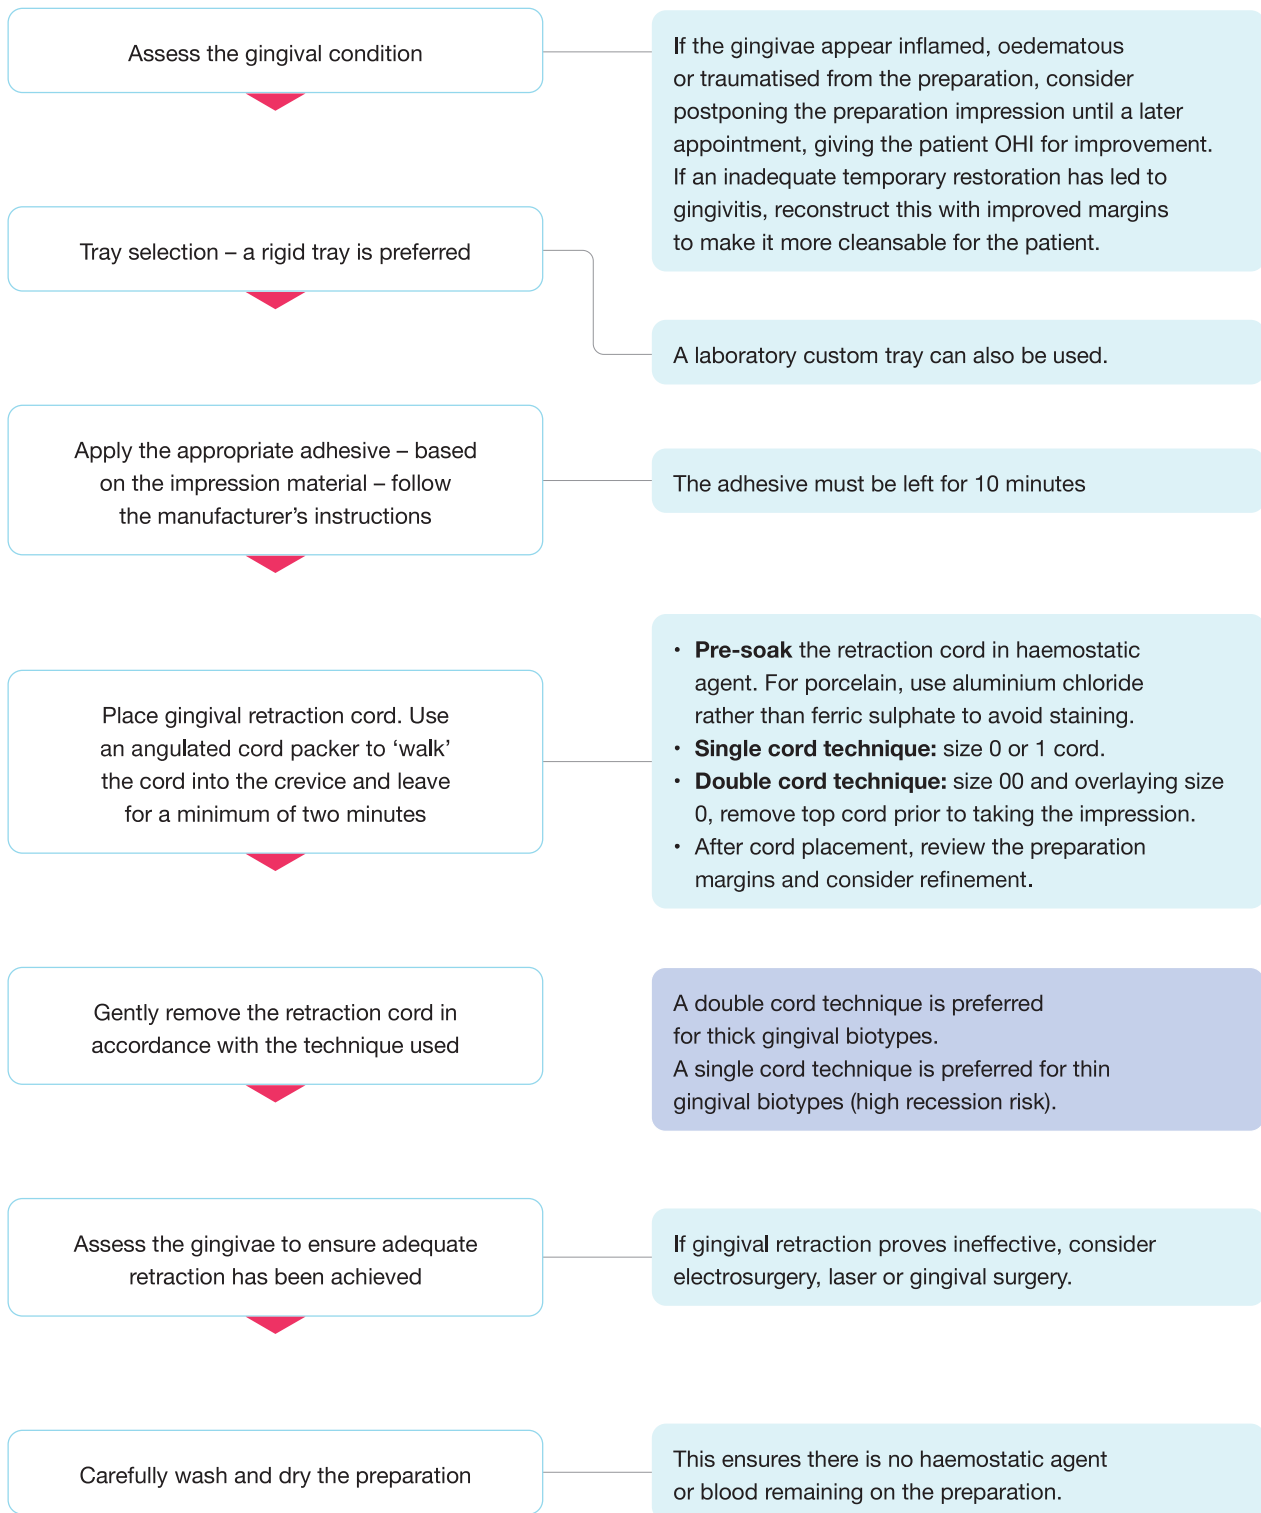 Assess the gingival condition
If the gingivae appear inflamed, oedematous
or traumatised from the preparation, consider
postponing the preparation impression until a later
appointment, giving the patient OHI for improvement.
If an inadequate temporary restoration has led to
gingivitis, reconstruct this with improved margins
to make it more cleansable for the patient.
Tray selection – a rigid tray is preferred
A laboratory custom tray can also be used.
Apply the appropriate adhesive – based
on the impression material – follow
the manufacturer’s instructions
The adhesive must be left for 10 minutes
Place gingival retraction cord. Use
an angulated cord packer to ‘walk’
the cord into the crevice and leave
for a minimum of two minutes
• Pre-soak the retraction cord in haemostatic
agent. For porcelain, use aluminium chloride
rather than ferric sulphate to avoid staining.
• Single cord technique: size 0 or 1 cord.
• Double cord technique: size 00 and overlaying size
0, remove top cord prior to taking the impression.
• After cord placement, review the preparation
margins and consider refinement.
Gently remove the retraction cord in
accordance with the technique used
A double cord technique is preferred
for thick gingival biotypes.
A single cord technique is preferred for thin
gingival biotypes (high recession risk).
Assess the gingivae to ensure adequate
retraction has been achieved
If gingival retraction proves ineffective, consider
electrosurgery, laser or gingival surgery.
Carefully wash and dry the preparation
This ensures there is no haemostatic agent
or blood remaining on the preparation.